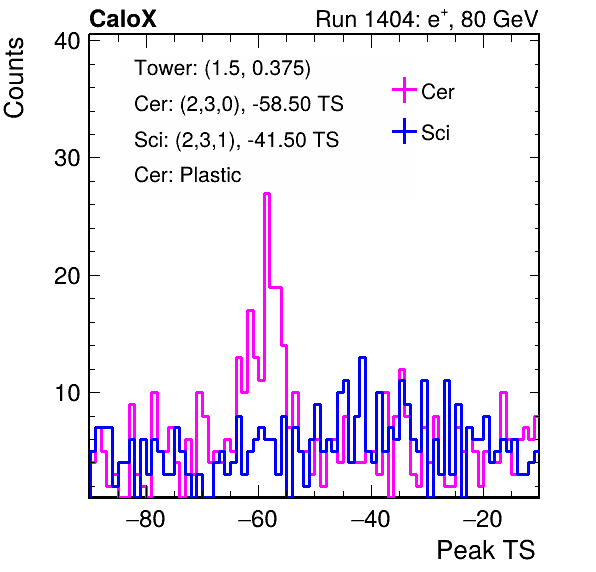 CaloX Run 1404: e⁺, 80 GeV
Counts
40
30
20
10
Tower: (1.5, 0.375)
Cer: (2,3,0), -58.50 TS
Sci: (2,3,1), -41.50 TS
Cer: Plastic
Cer
Sci
−80 −60 −40 −20
Peak TS